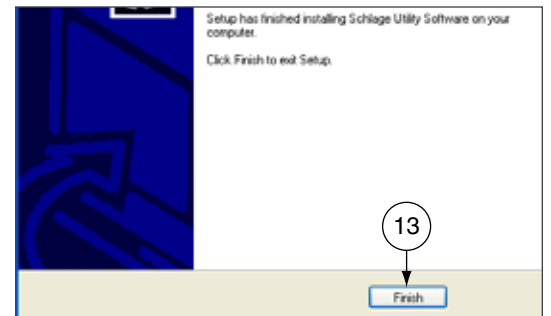 Setup has finished installing Schlage Utility Software on your
computer.
Click Finish to exit Setup.
13
Finish